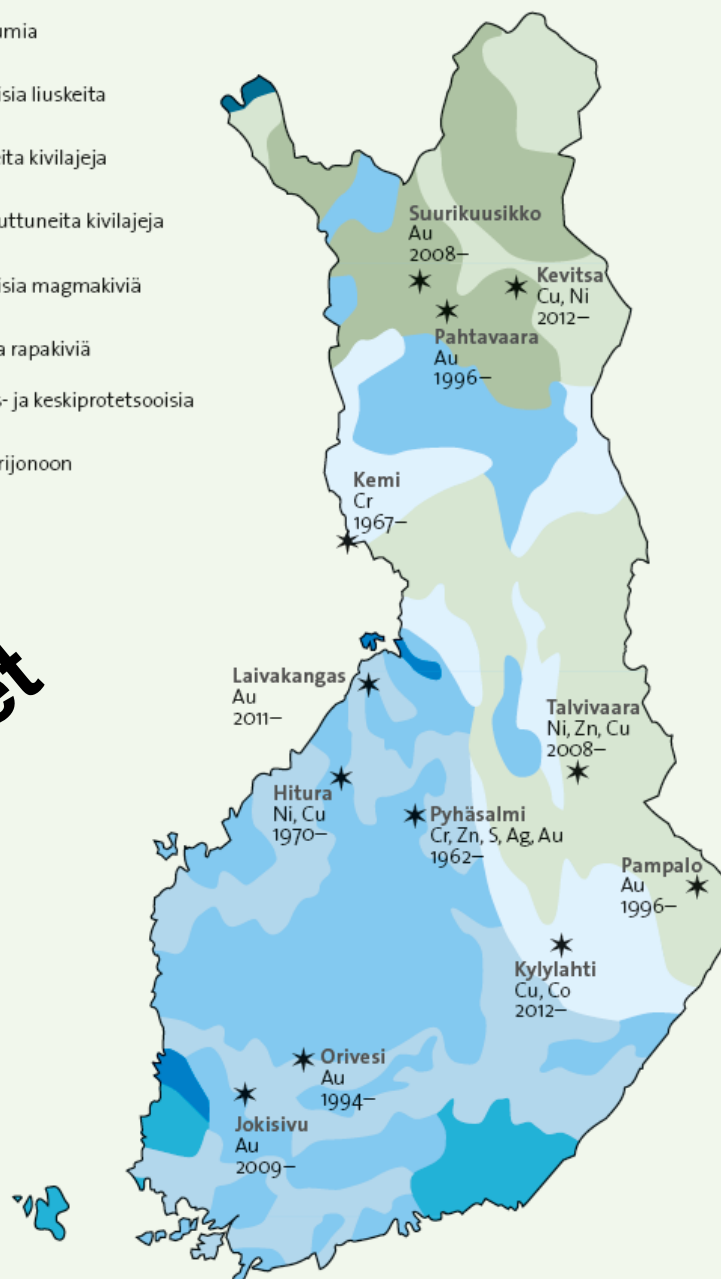 umia
isia liuskeita
eita kivilajeja
uttuneita kivilajeja
isia magmakiviä
a rapakiviä
s- ja keskiprotetsooisia
rijonoon
et
Suurikuusikko
Au
2008–
Kevitsa
Cu, Ni
2012–
Pahtavaara
Au
1996–
Kemi
Cr
1967–
Laivakangas
Au
2011–
Talvivaara
Ni, Zn, Cu
2008–
Hitura
Ni, Cu
1970–
Pyhäsalmi
Cr, Zn, S, Ag, Au
1962–
Pampalo
Au
1996–
Kylylahti
Cu, Co
2012–
Orivesi
Au
1994–
Jokisivu
Au
2009–